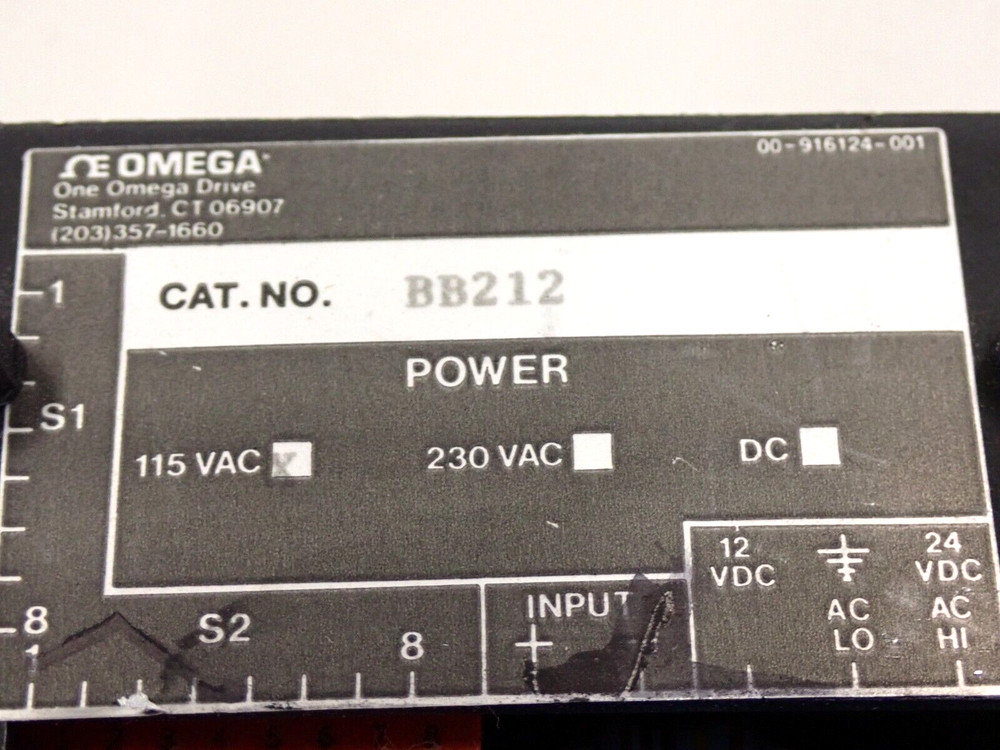 ΩE OMEGA
00-916124-001
One Omega Drive
Stamford, CT 06907
(203)357-1660
CAT. NO. BB212
1
POWER
S1
115 VAC X 230 VAC DC
12 VDC
24 VDC
INPUT
AC LO
AC HI
8
1
S2
8
+